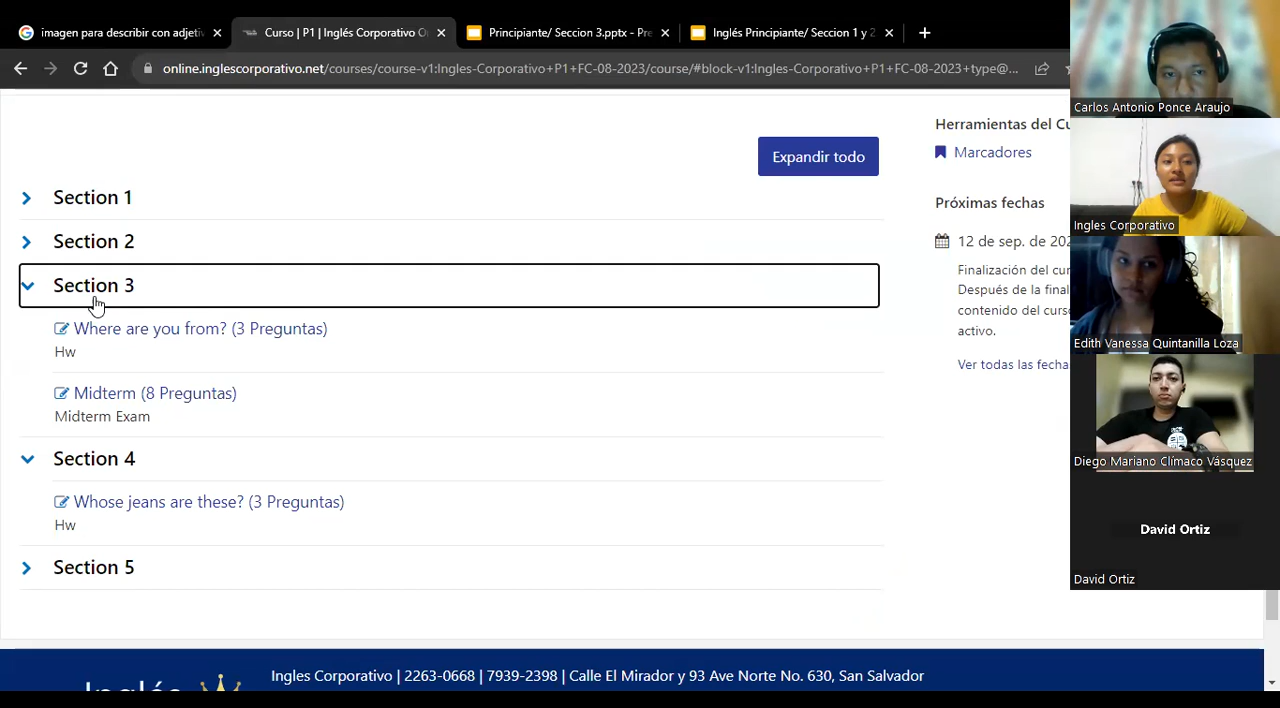 imagen para describir con adjetiv
Curso | P1 | Inglés Corporativo O
Principiante/ Seccion 3.pptx - Pre
Inglés Principiante/ Seccion 1 y 2
online.inglescorporativo.net/courses/course-v1:Ingles-Corporativo+P1+FC-08-2023/course/#block-v1:Ingles-Corporativo+P1+FC-08-2023+type@...
Carlos Antonio Ponce Araujo
Expandir todo
Herramientas del Cu
Marcadores
Section 1
Próximas fechas
Ingles Corporativo
Section 2
12 de sep. de 202
Section 3
Finalización del cur
Después de la final
contenido del curso
activo.
Where are you from? (3 Preguntas)
Hw
Edith Vanessa Quintanilla Loza
Ver todas las fecha
Midterm (8 Preguntas)
Midterm Exam
Section 4
Diego Mariano Clímaco Vásquez
Whose jeans are these? (3 Preguntas)
Hw
David Ortiz
Section 5
David Ortiz
Ingles Corporativo | 2263-0668 | 7939-2398 | Calle El Mirador y 93 Ave Norte No. 630, San Salvador
Inglés